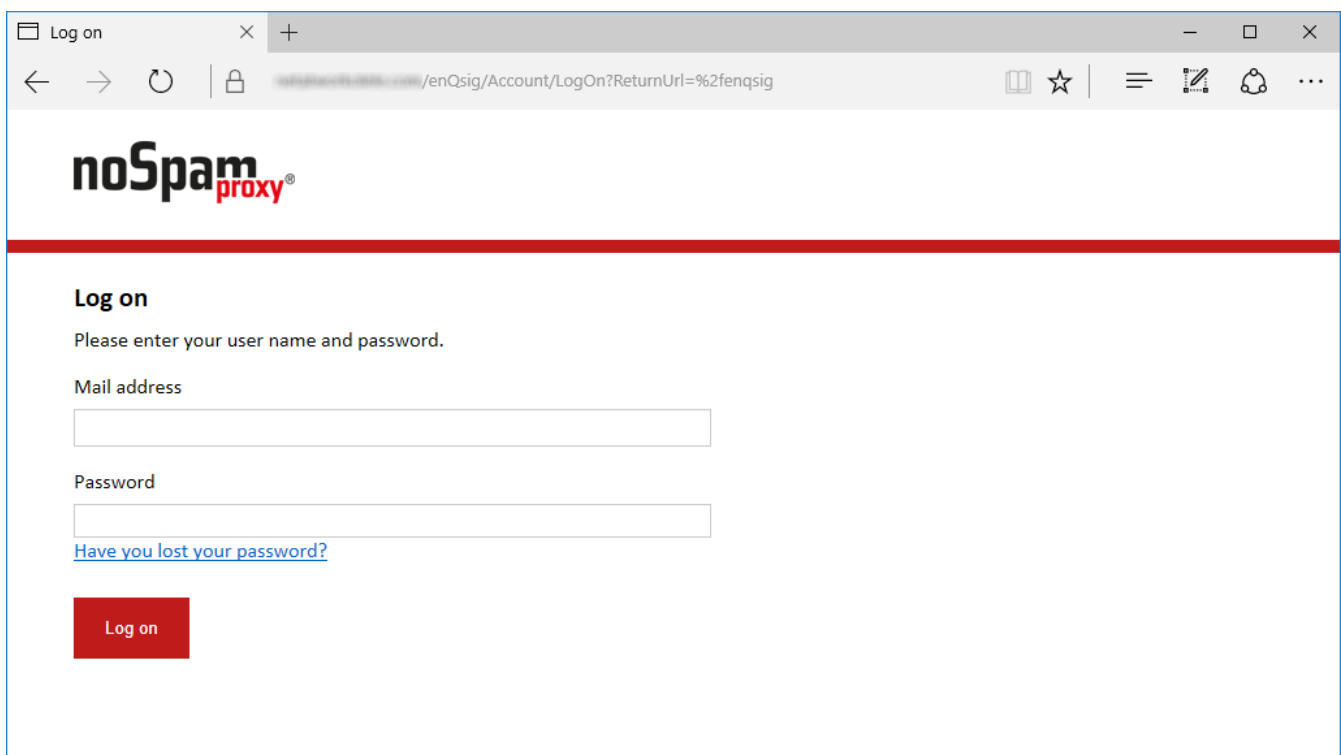 Log on
/enQsig/Account/LogOn?ReturnUrl=%2fenqsig
noSpam
proxy®
Log on
Please enter your user name and password.
Mail address
Password
Have you lost your password?
Log on